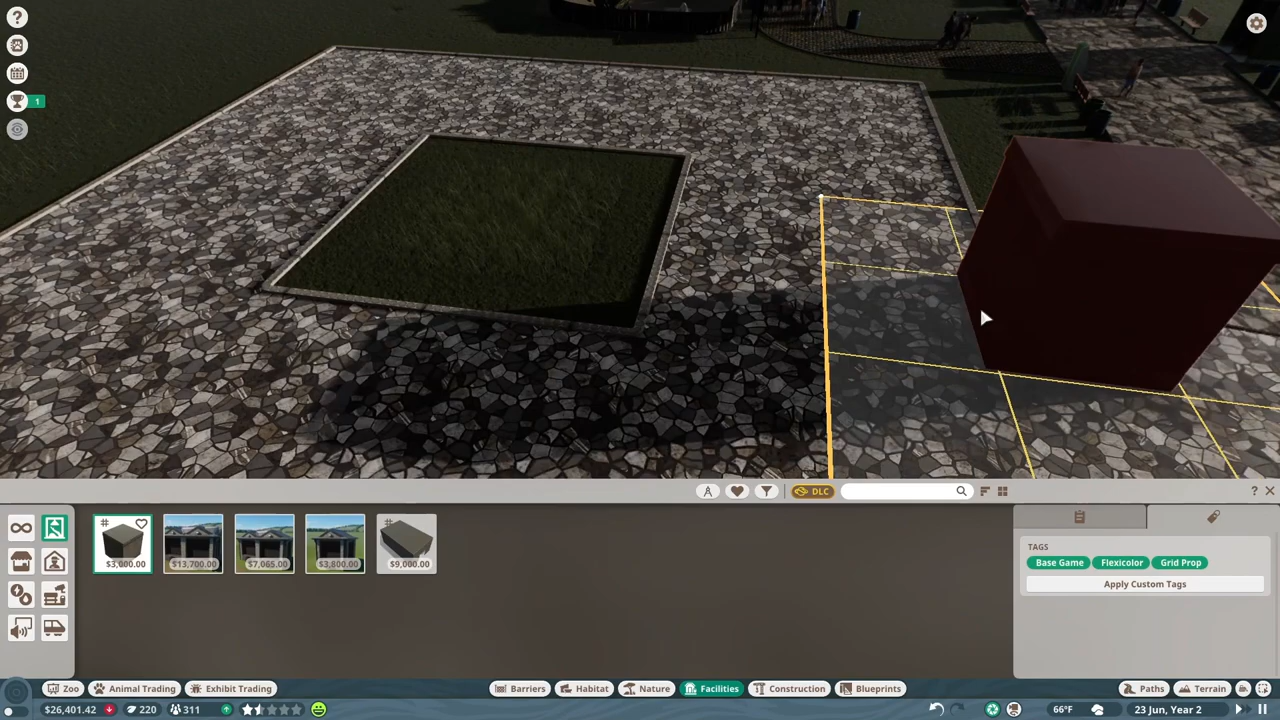 ?
1
DLC
?
#
$3,000.00
$13,700.00
$7,065.00
$3,800.00
#
$9,000.00
TAGS
Base Game
Flexicolor
Grid Prop
Apply Custom Tags
Zoo
Animal Trading
Exhibit Trading
Barriers
Habitat
Nature
Facilities
Construction
Blueprints
Paths
Terrain
$26,401.42
220
311
66°F
23 Jun, Year 2